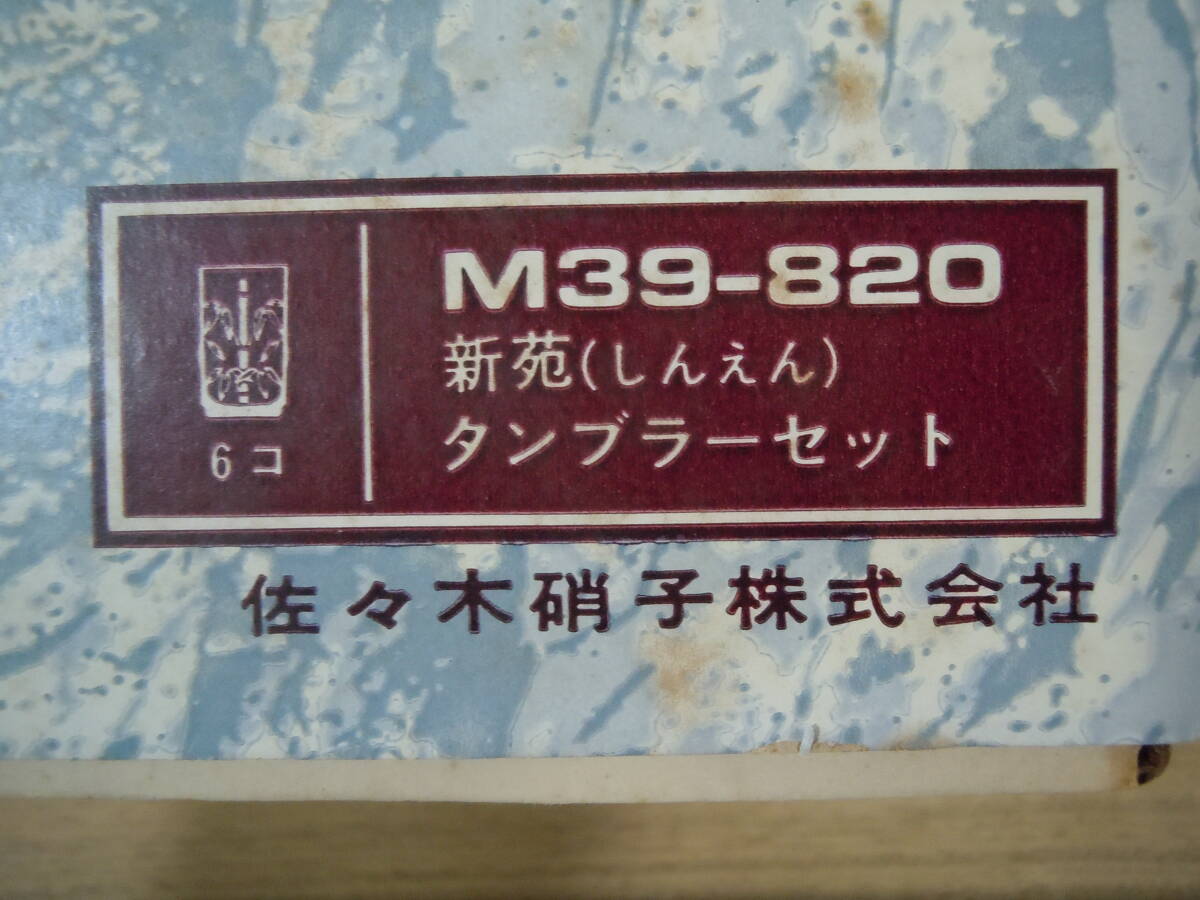 M39-820
新苑(しんえん)
タンブラーセット
6コ
佐々木硝子株式会社